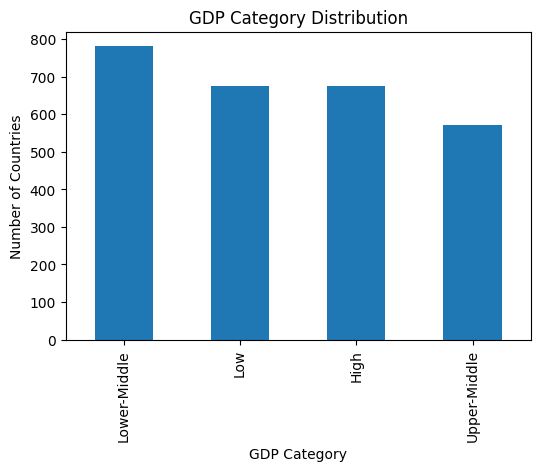 GDP Category Distribution
Number of Countries
800
700
600
500
400
300
200
100
0
Lower-Middle
Low
High
Upper-Middle
GDP Category